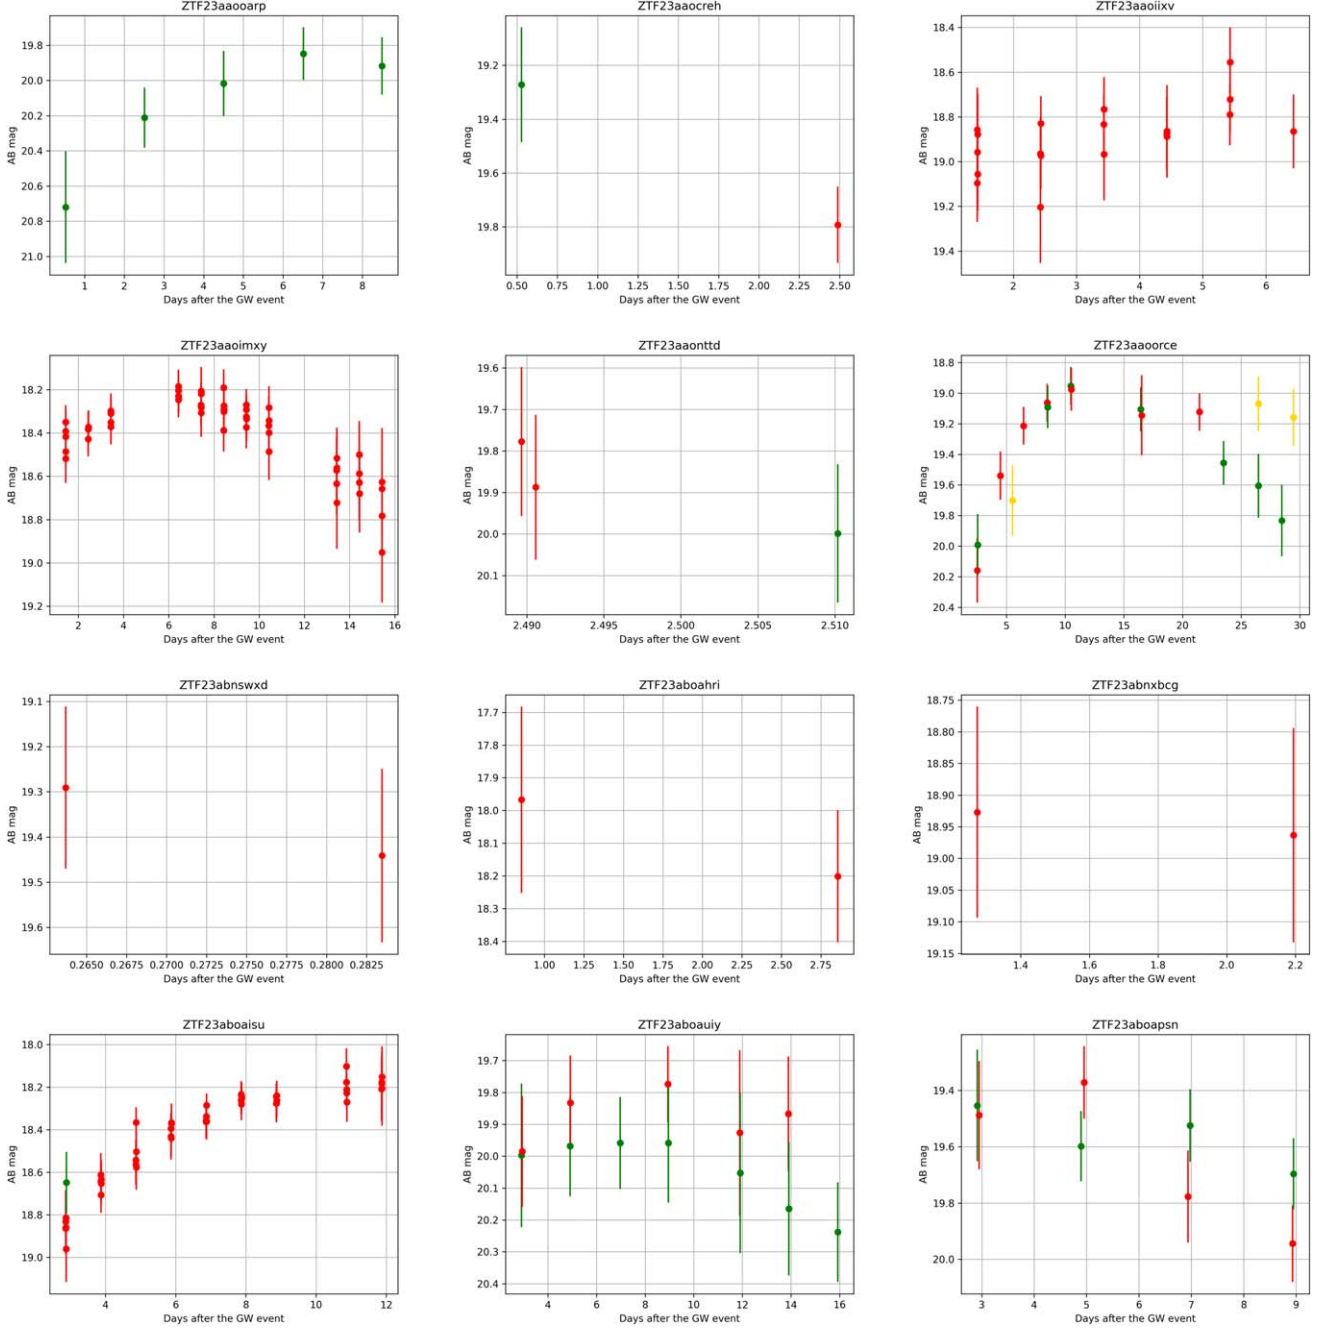 ZTF23aaooarp
19.8
20.0
20.2
20.4
20.6
20.8
21.0
AB mag
1 2 3 4 5 6 7 8
Days after the GW event
ZTF23aaocreh
19.2
19.4
19.6
19.8
AB mag
0.50 0.75 1.00 1.25 1.50 1.75 2.00 2.25 2.50
Days after the GW event
ZTF23aaoiixv
18.4
18.6
18.8
19.0
19.2
19.4
AB mag
2 3 4 5 6
Days after the GW event
ZTF23aaoimxy
18.2
18.4
18.6
18.8
19.0
19.2
AB mag
2 4 6 8 10 12 14 16
Days after the GW event
ZTF23aaonttd
19.6
19.7
19.8
19.9
20.0
20.1
AB mag
2.490 2.495 2.500 2.505 2.510
Days after the GW event
ZTF23aaoorce
18.8
19.0
19.2
19.4
19.6
19.8
20.0
20.2
20.4
AB mag
5 10 15 20 25 30
Days after the GW event
ZTF23abnswxd
19.1
19.2
19.3
19.4
19.5
19.6
AB mag
0.2650 0.2675 0.2700 0.2725 0.2750 0.2775 0.2800 0.2825
Days after the GW event
ZTF23aboahri
17.7
17.8
17.9
18.0
18.1
18.2
18.3
18.4
AB mag
1.00 1.25 1.50 1.75 2.00 2.25 2.50 2.75
Days after the GW event
ZTF23abnxbcg
18.75
18.80
18.85
18.90
18.95
19.00
19.05
19.10
19.15
AB mag
1.4 1.6 1.8 2.0 2.2
Days after the GW event
ZTF23aboaisu
18.0
18.2
18.4
18.6
18.8
19.0
AB mag
4 6 8 10 12
Days after the GW event
ZTF23aboauiy
19.7
19.8
19.9
20.0
20.1
20.2
20.3
20.4
AB mag
4 6 8 10 12 14 16
Days after the GW event
ZTF23aboapsn
19.4
19.6
19.8
20.0
AB mag
3 4 5 6 7 8 9
Days after the GW event